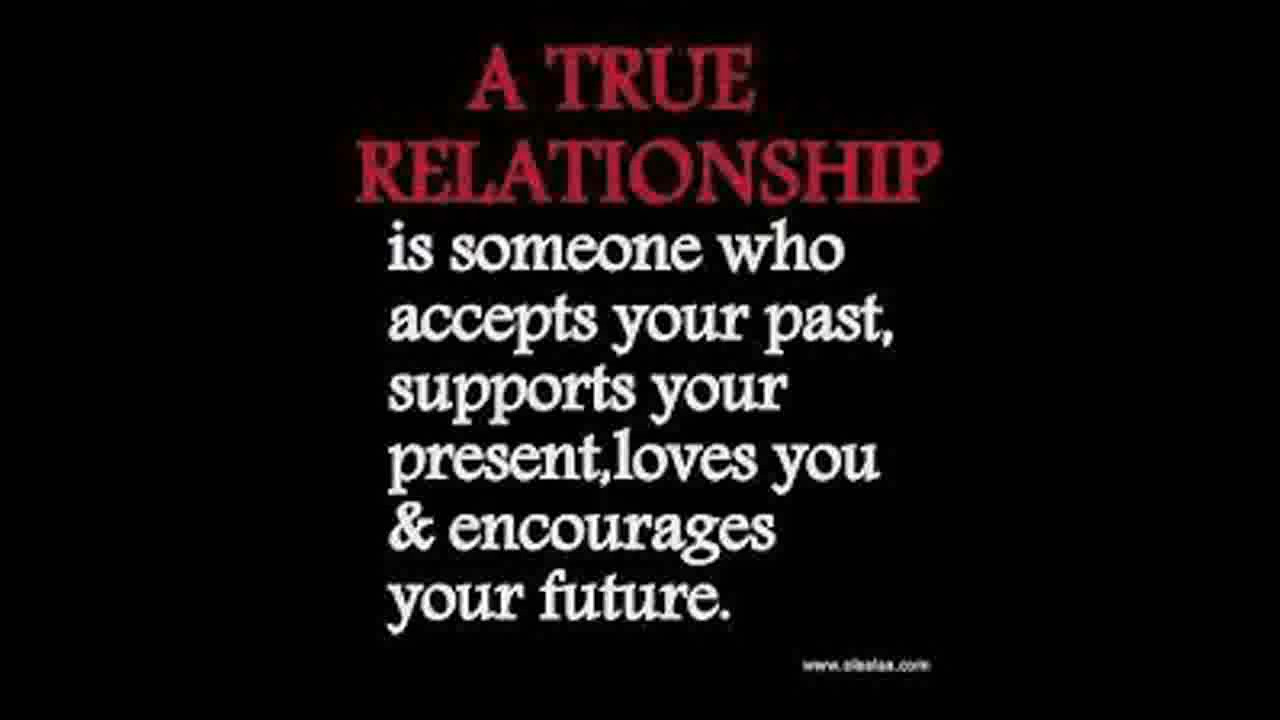 A TRUE
RELATIONSHIP
is someone who
accepts your past,
supports your
present,loves you
& encourages
your future.